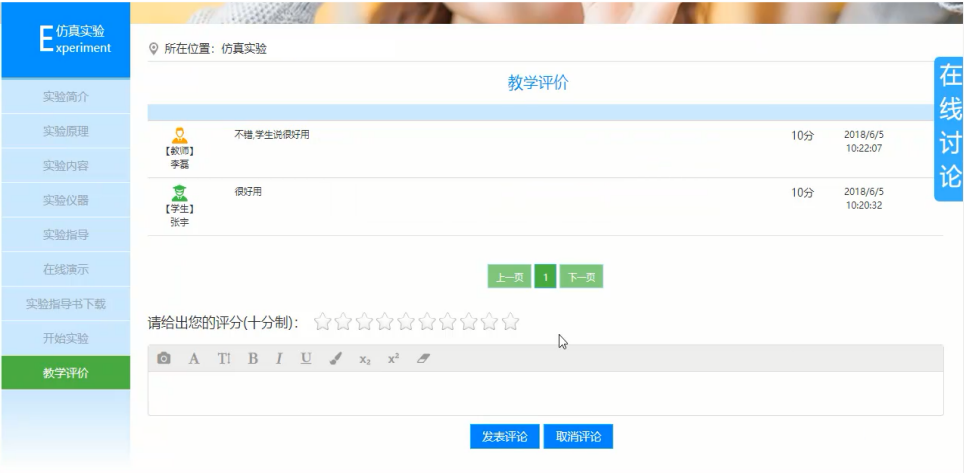 仿真实验
Experiment
所在位置：仿真实验
实验简介
实验原理
实验内容
实验仪器
实验指导
在线演示
实验指导书下载
开始实验
教学评价
教学评价
不错,学生说很好用 10分 2018/6/5
10:22:07
【教师】
李磊
很好用 10分 2018/6/5
10:20:32
【学生】
张宇
上一页 1 下一页
请给出您的评分(十分制)：
A TI B I U x₂ x²
发表评论 取消评论
在线讨论